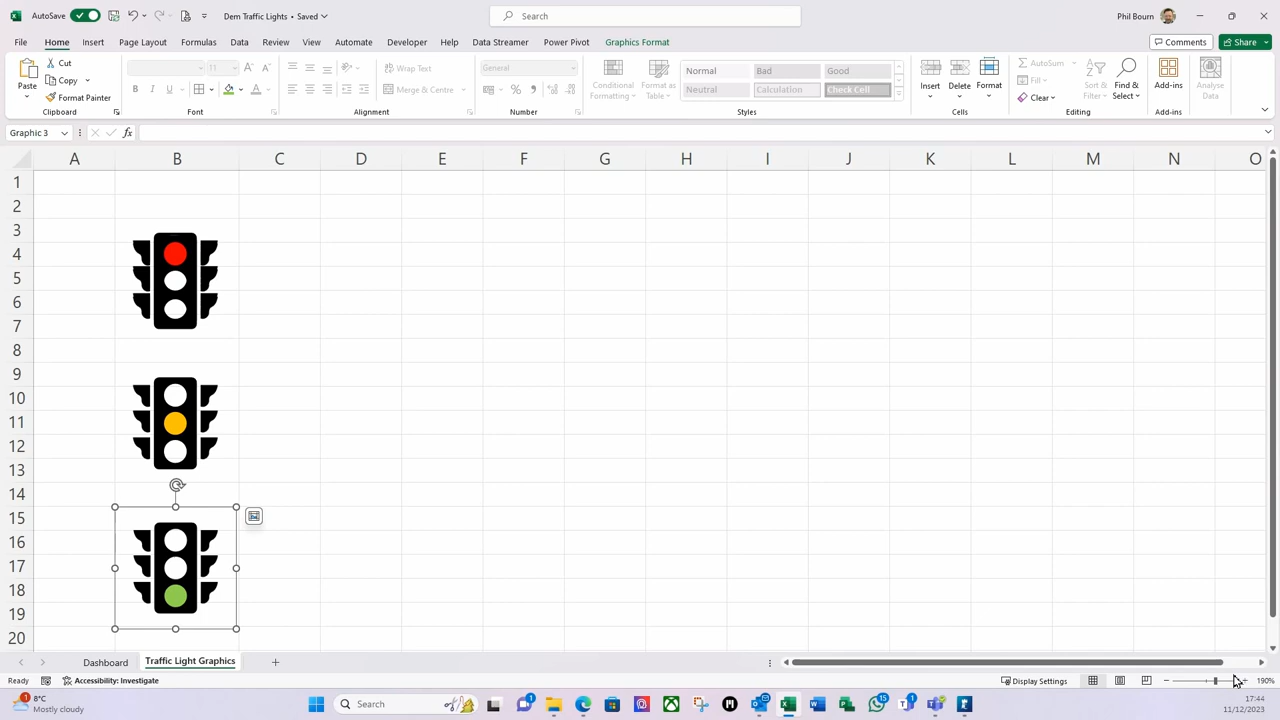 AutoSave
Dem Traffic Lights • Saved
Search
Phil Bourn
File Home Insert Page Layout Formulas Data Review View Automate Developer Help Data Streamer Power Pivot Graphics Format
Comments Share
Paste
Cut
Copy
Format Painter
Clipboard
11
B I U
Font
Wrap Text
Merge & Centre
Alignment
General
Number
Conditional Formatting
Format as Table
Normal Bad Good
Neutral Calculation Check Cell
Styles
Insert Delete Format
Cells
AutoSum
Fill
Clear
Sort & Filter
Find & Select
Editing
Add-ins
Add-ins
Analyse Data
Graphic 3
fx
A B C D E F G H I J K L M N O
1
2
3
4
5
6
7
8
9
10
11
12
13
14
15
16
17
18
19
20
Dashboard Traffic Light Graphics
Ready Accessibility: Investigate
Display Settings
190%
8°C
Mostly cloudy
Search
17:44
11/12/2023